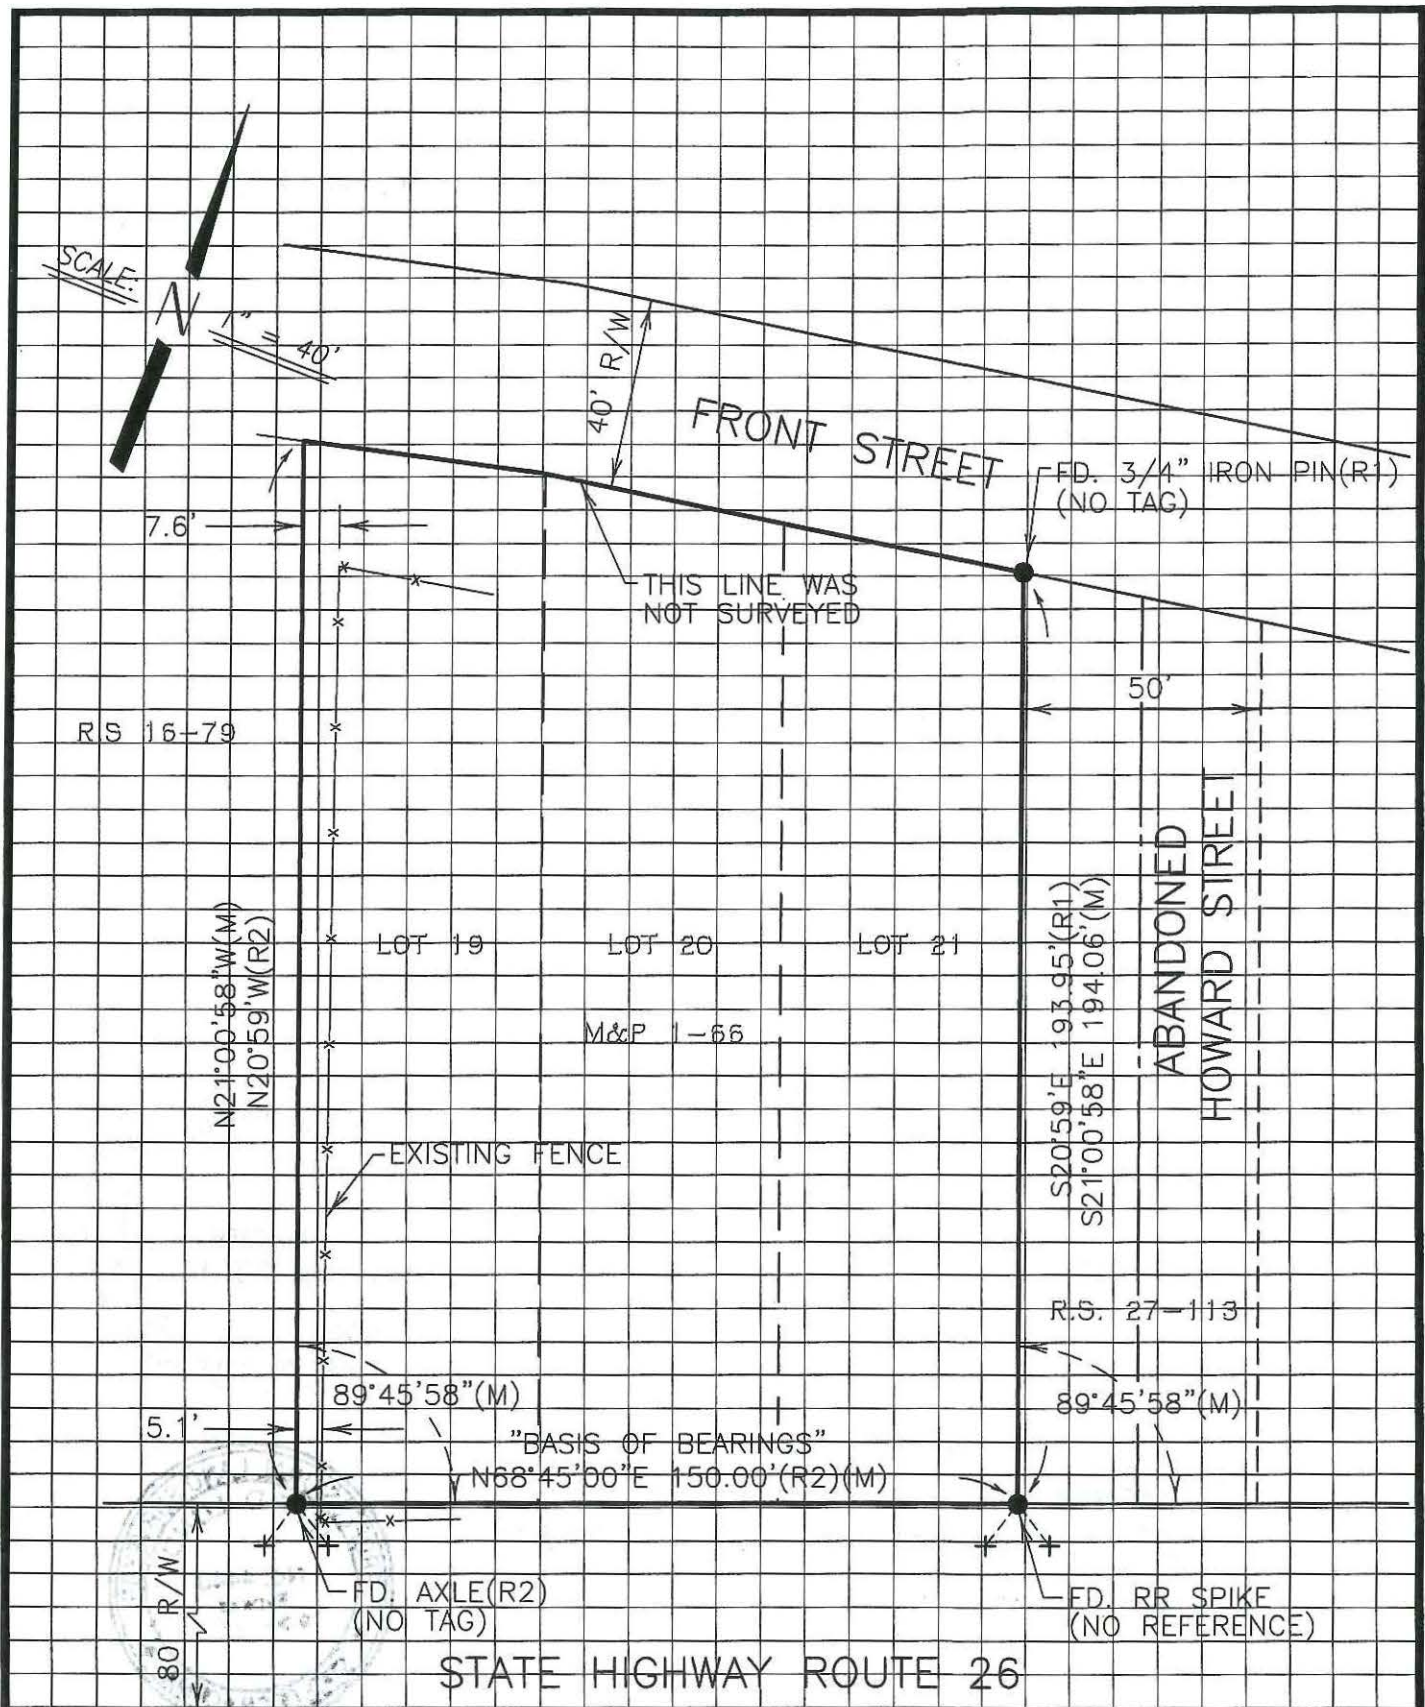 SCALE:
N
1" = 40'
40' R/W
FRONT STREET
FD. 3/4" IRON PIN(R1)
(NO TAG)
7.6'
THIS LINE WAS
NOT SURVEYED
50'
R.S 16-79
ABANDONED
HOWARD STREET
N21°00'58"W(M)
N20°59'W(R2)
LOT 19
LOT 20
LOT 21
S20°59'E 193.95'(R1)
S21°00'58"E 194.06'(M)
M&P 1-66
EXISTING FENCE
R.S. 27-113
89°45'58"(M)
89°45'58"(M)
5.1'
"BASIS OF BEARINGS"
N68°45'00"E 150.00'(R2)(M)
80' R/W
FD. AXLE(R2)
(NO TAG)
FD. RR SPIKE
(NO REFERENCE)
STATE HIGHWAY ROUTE 26